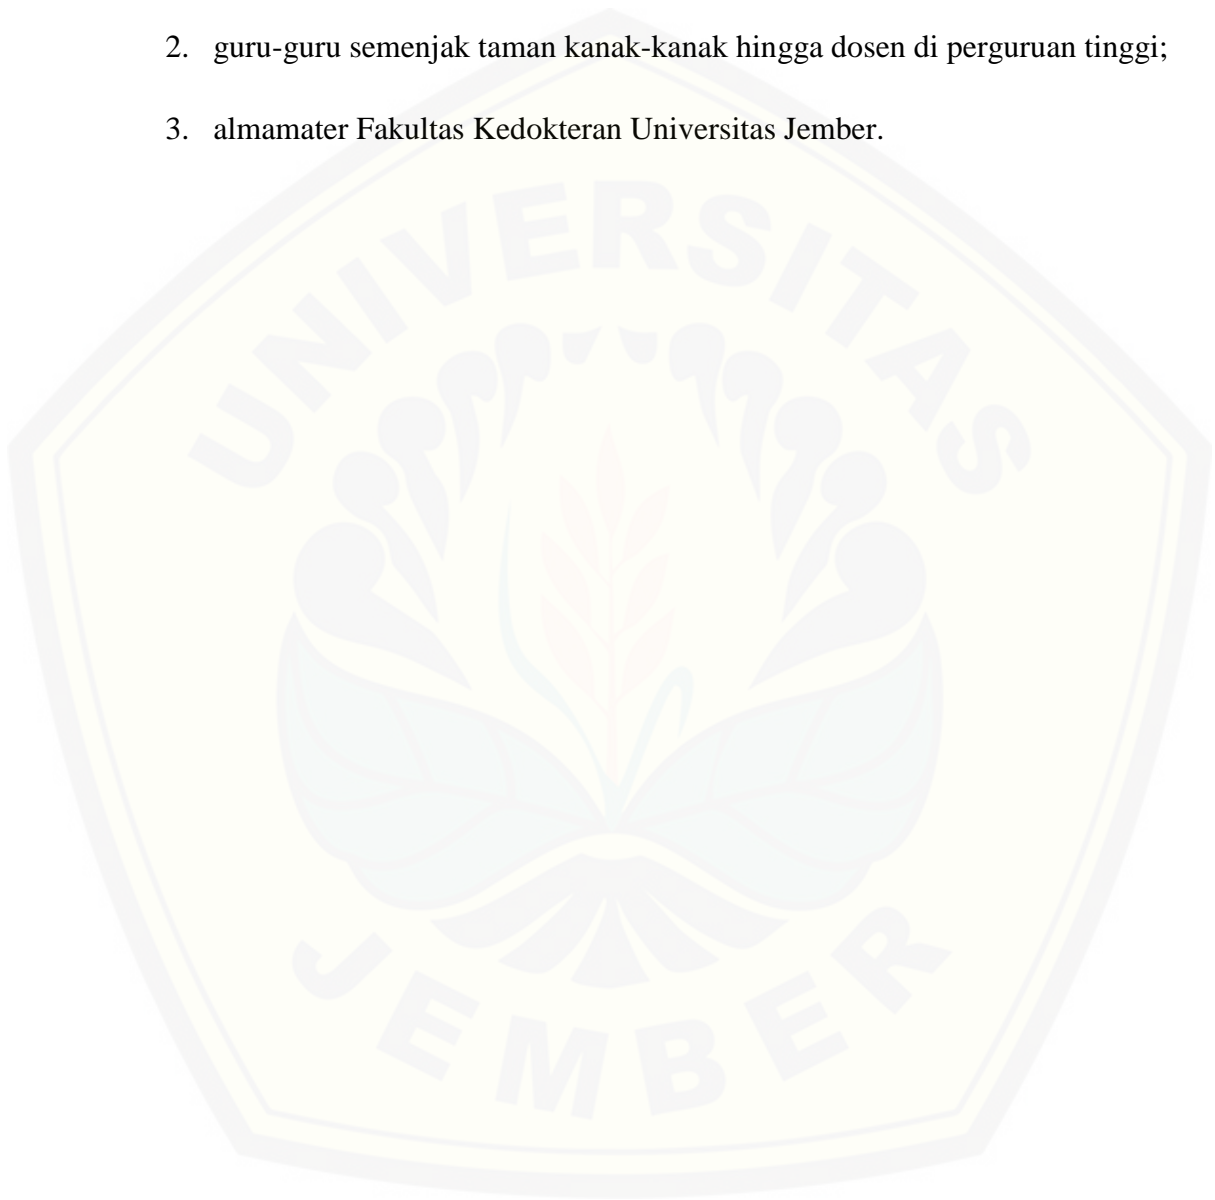 2. guru-guru semenjak taman kanak-kanak hingga dosen di perguruan tinggi;
3. almamater Fakultas Kedokteran Universitas Jember.
UNIVERSITAS
JEMBER